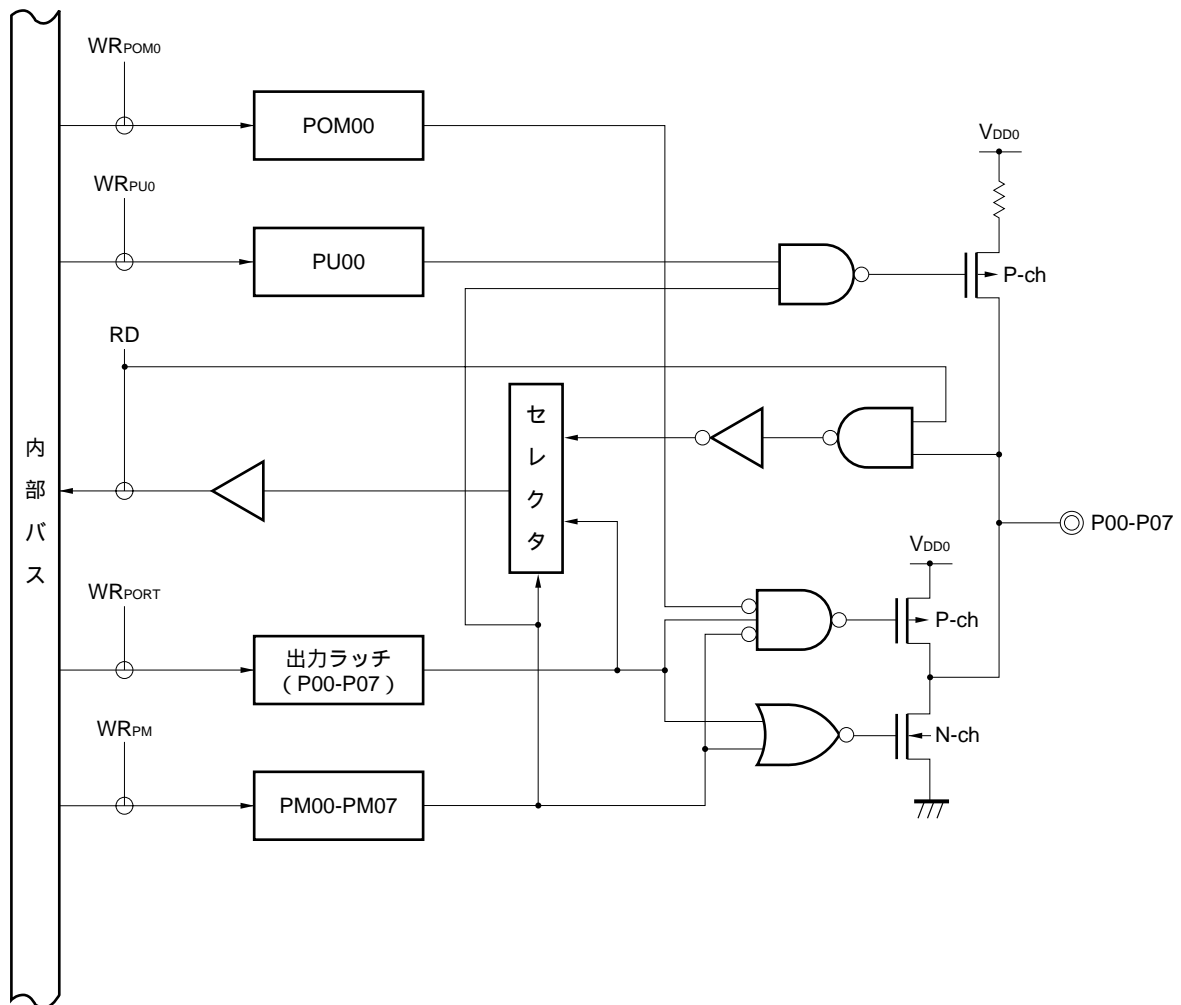 WRPOM0
POM00
VDD0
WRPU0
PU00
P-ch
RD
セレクタ
内部バス
P00-P07
VDD0
WRPORT
P-ch
出力ラッチ
(P00-P07)
WRPM
N-ch
PM00-PM07